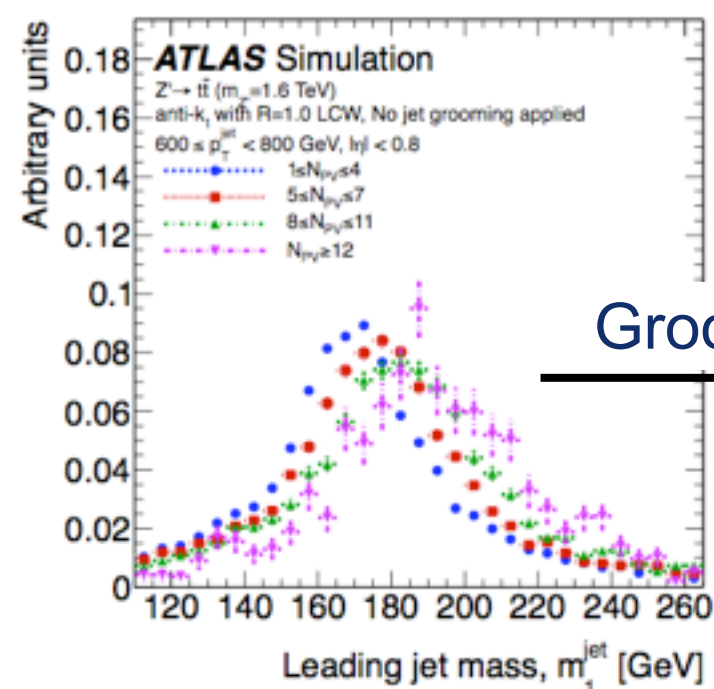 ATLAS Simulation
Z'→ tt̄ (m =1.6 TeV)
anti-kₜ with R=1.0 LCW, No jet grooming applied
600 ≤ p_T^jet < 800 GeV, |η| < 0.8
1≤N_PV≤4
5≤N_PV≤7
8≤N_PV≤11
N_PV≥12
Arbitrary units
0.18
0.16
0.14
0.12
0.1
0.08
0.06
0.04
0.02
0
120 140 160 180 200 220 240 260
Leading jet mass, m_1^jet [GeV]